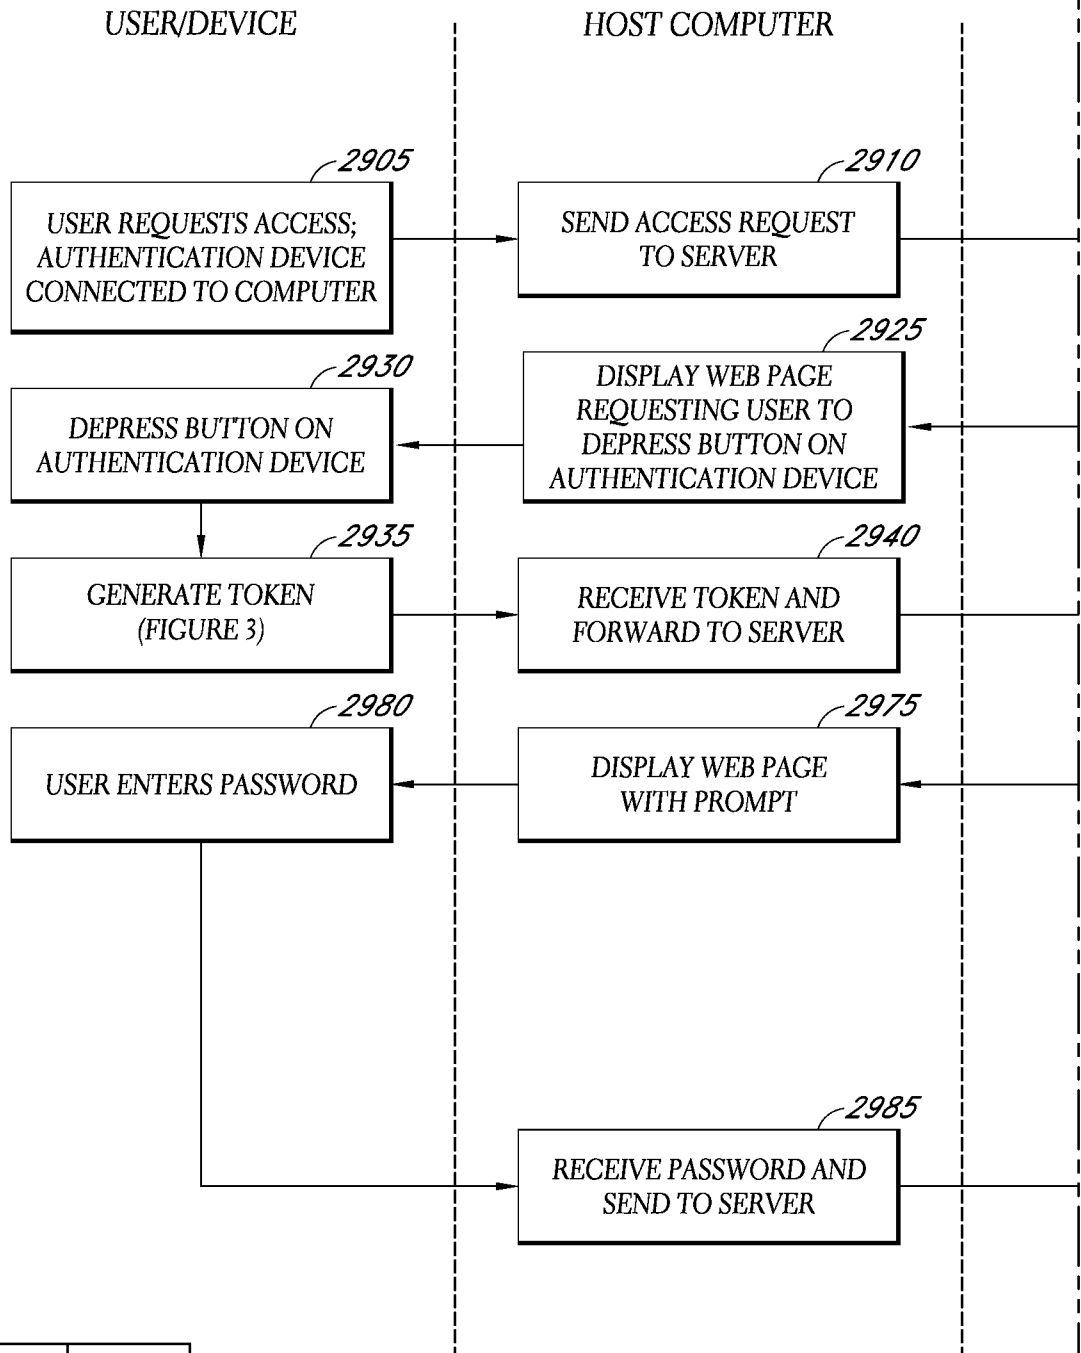 USER/DEVICE
HOST COMPUTER
2905
USER REQUESTS ACCESS;
AUTHENTICATION DEVICE
CONNECTED TO COMPUTER
2910
SEND ACCESS REQUEST
TO SERVER
2925
DISPLAY WEB PAGE
REQUESTING USER TO
DEPRESS BUTTON ON
AUTHENTICATION DEVICE
2930
DEPRESS BUTTON ON
AUTHENTICATION DEVICE
2935
GENERATE TOKEN
(FIGURE 3)
2940
RECEIVE TOKEN AND
FORWARD TO SERVER
2980
USER ENTERS PASSWORD
2975
DISPLAY WEB PAGE
WITH PROMPT
2985
RECEIVE PASSWORD AND
SEND TO SERVER